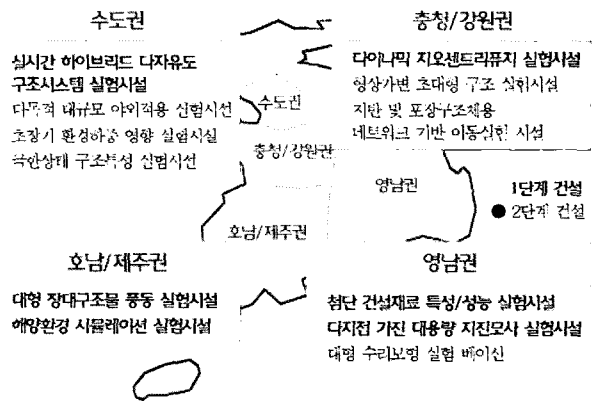 수도권
실시간 하이브리드 다자유도
구조시스템 실험시설
다목적 대규모 야외적용 실험시선
초장기 환경하중 영향 실험시설
극한상태 구조특성 실험시선
충청/강원권
다이나믹 지오센트리퓨지 실험시설
형상가변 초대형 구조 실험시설
지반 및 포장구조체용
네트워크 기반 이동실험 시설
수도권
충청/강원권
영남권
호남/제주권
1단계 건설
● 2단계 건설
호남/제주권
대형 장대구조물 풍동 실험시설
해양환경 시뮬레이션 실험시설
영남권
첨단 건설재료 특성/성능 실험시설
다지점 가진 대용량 지진모사 실험시설
대형 수리모형 실험 베이신